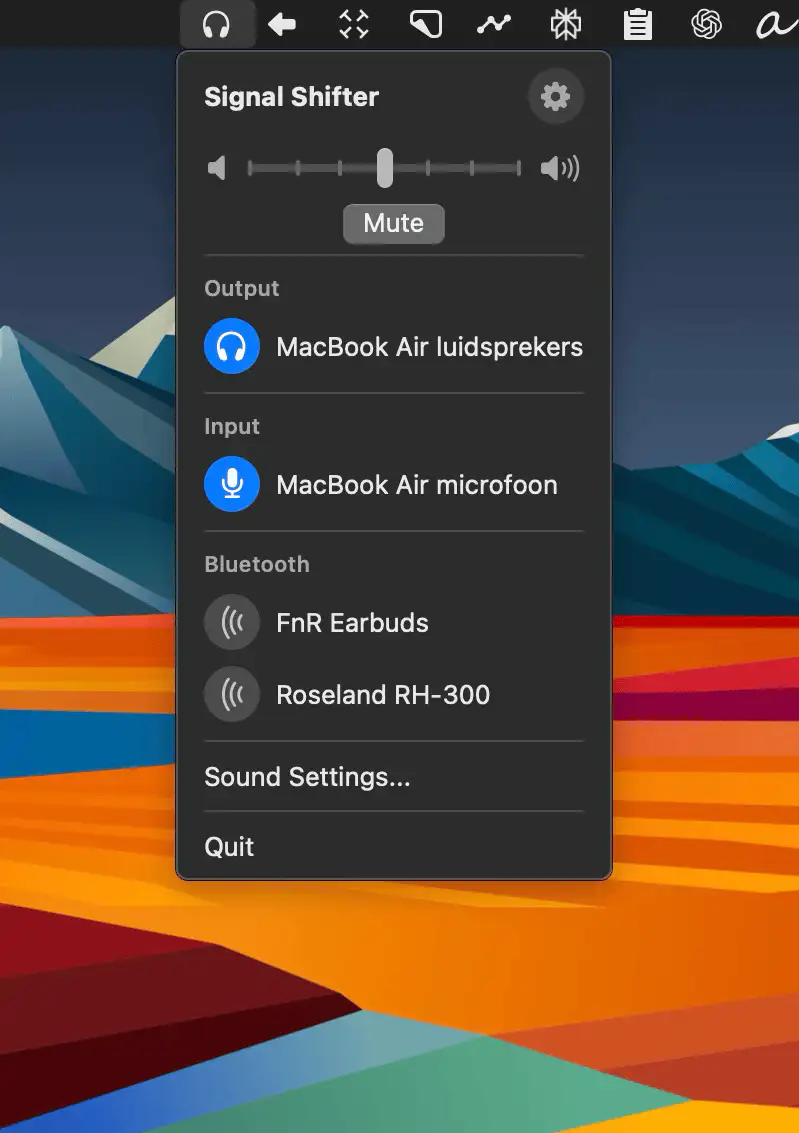 Signal Shifter
Mute
Output
MacBook Air luidsprekers
Input
MacBook Air microfoon
Bluetooth
FnR Earbuds
Roseland RH-300
Sound Settings...
Quit